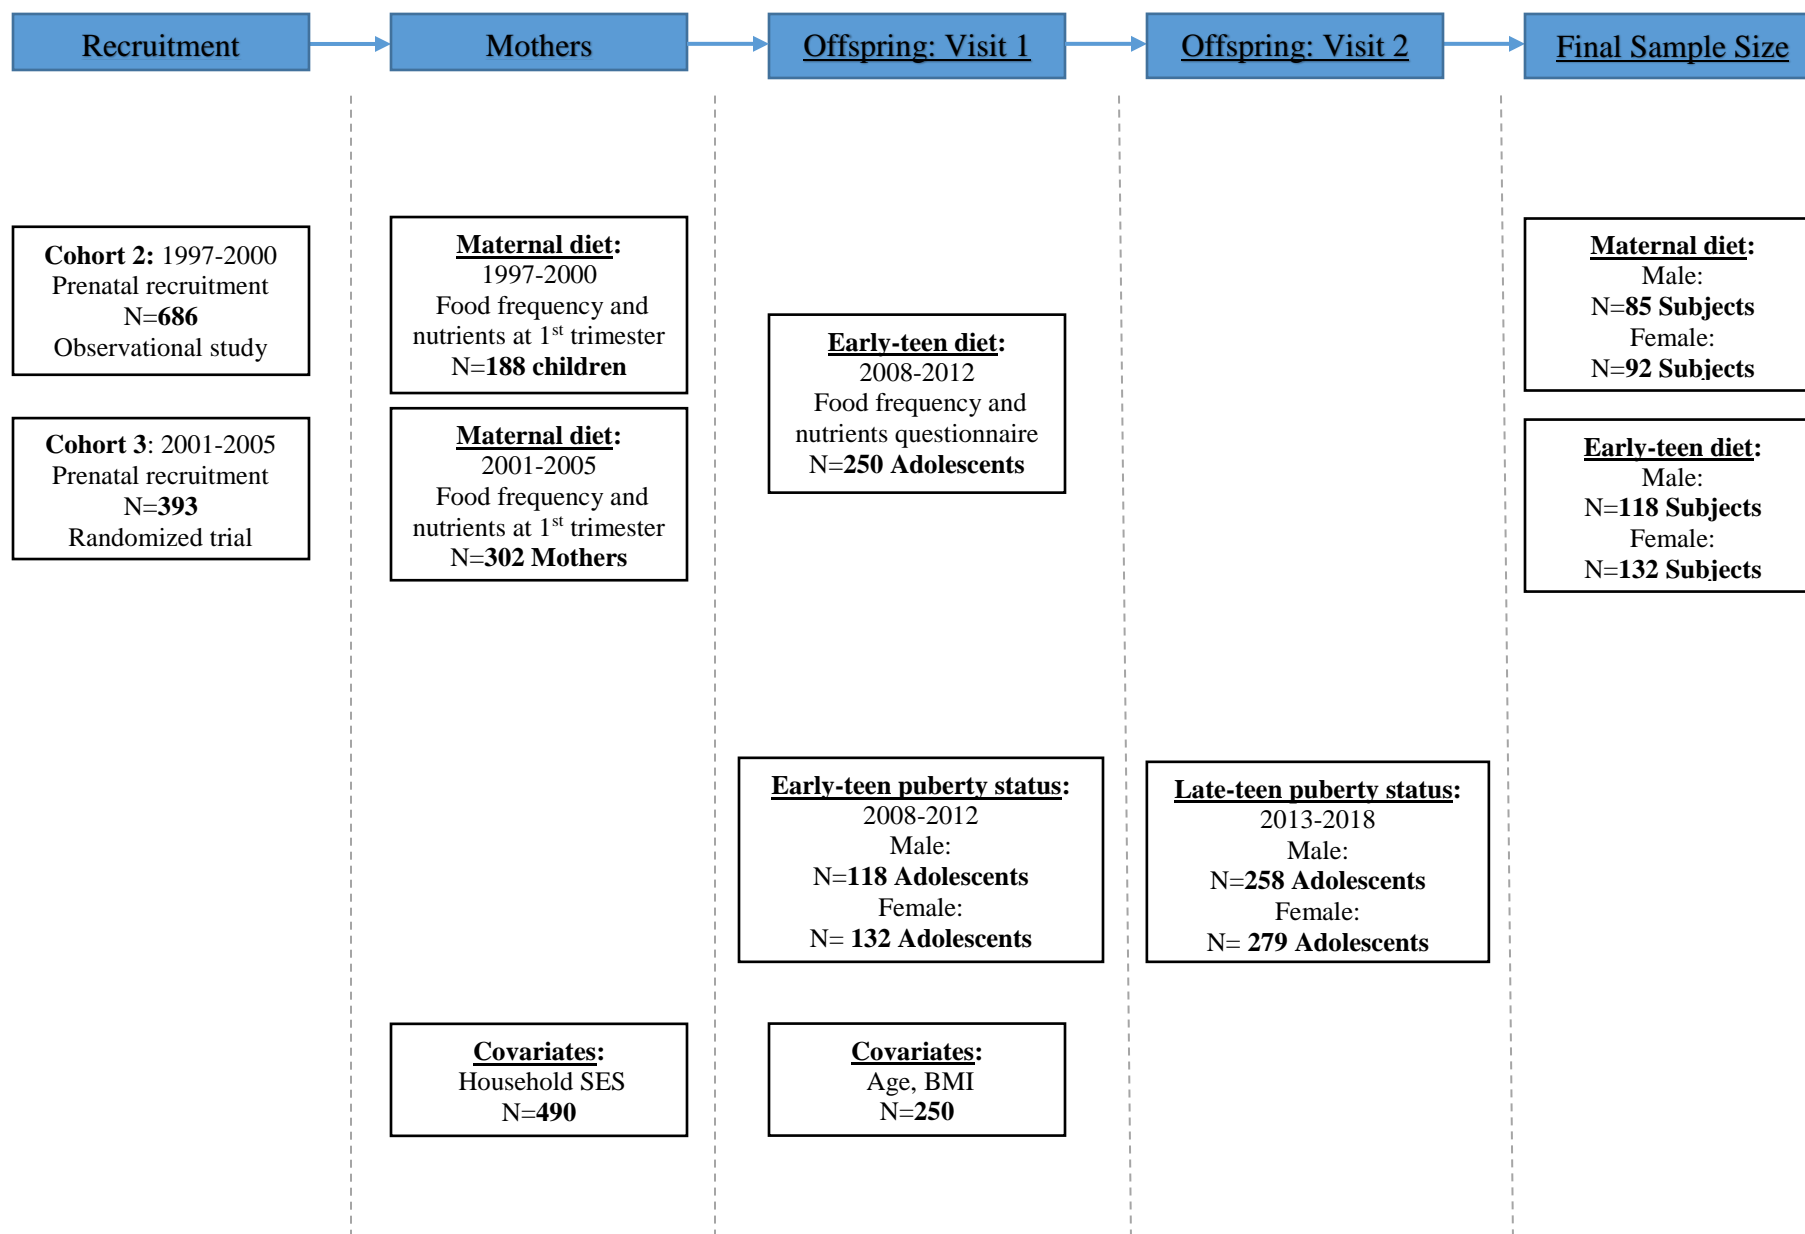 Recruitment
Mothers
Offspring: Visit 1
Offspring: Visit 2
Final Sample Size
Cohort 2: 1997-2000
Prenatal recruitment
N=686
Observational study
Cohort 3: 2001-2005
Prenatal recruitment
N=393
Randomized trial
Maternal diet:
1997-2000
Food frequency and
nutrients at 1st trimester
N=188 children
Maternal diet:
2001-2005
Food frequency and
nutrients at 1st trimester
N=302 Mothers
Early-teen diet:
2008-2012
Food frequency and
nutrients questionnaire
N=250 Adolescents
Maternal diet:
Male:
N=85 Subjects
Female:
N=92 Subjects
Early-teen diet:
Male:
N=118 Subjects
Female:
N=132 Subjects
Early-teen puberty status:
2008-2012
Male:
N=118 Adolescents
Female:
N= 132 Adolescents
Late-teen puberty status:
2013-2018
Male:
N=258 Adolescents
Female:
N= 279 Adolescents
Covariates:
Household SES
N=490
Covariates:
Age, BMI
N=250